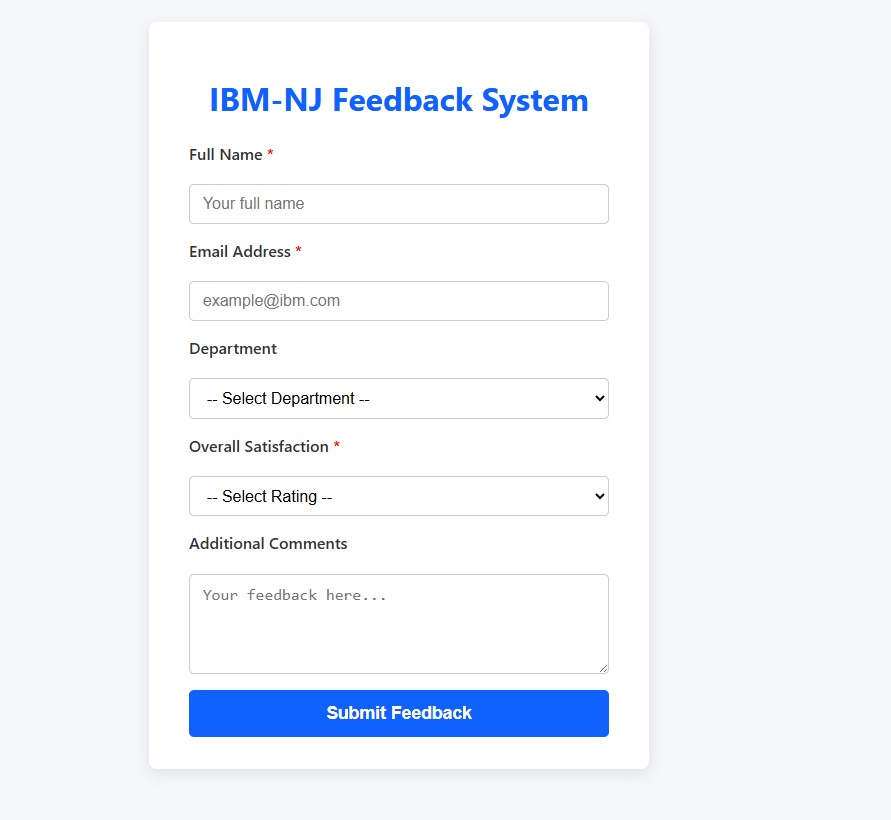 IBM-NJ Feedback System
Full Name *
Your full name
Email Address *
example@ibm.com
Department
-- Select Department --
Overall Satisfaction *
-- Select Rating --
Additional Comments
Your feedback here...
Submit Feedback